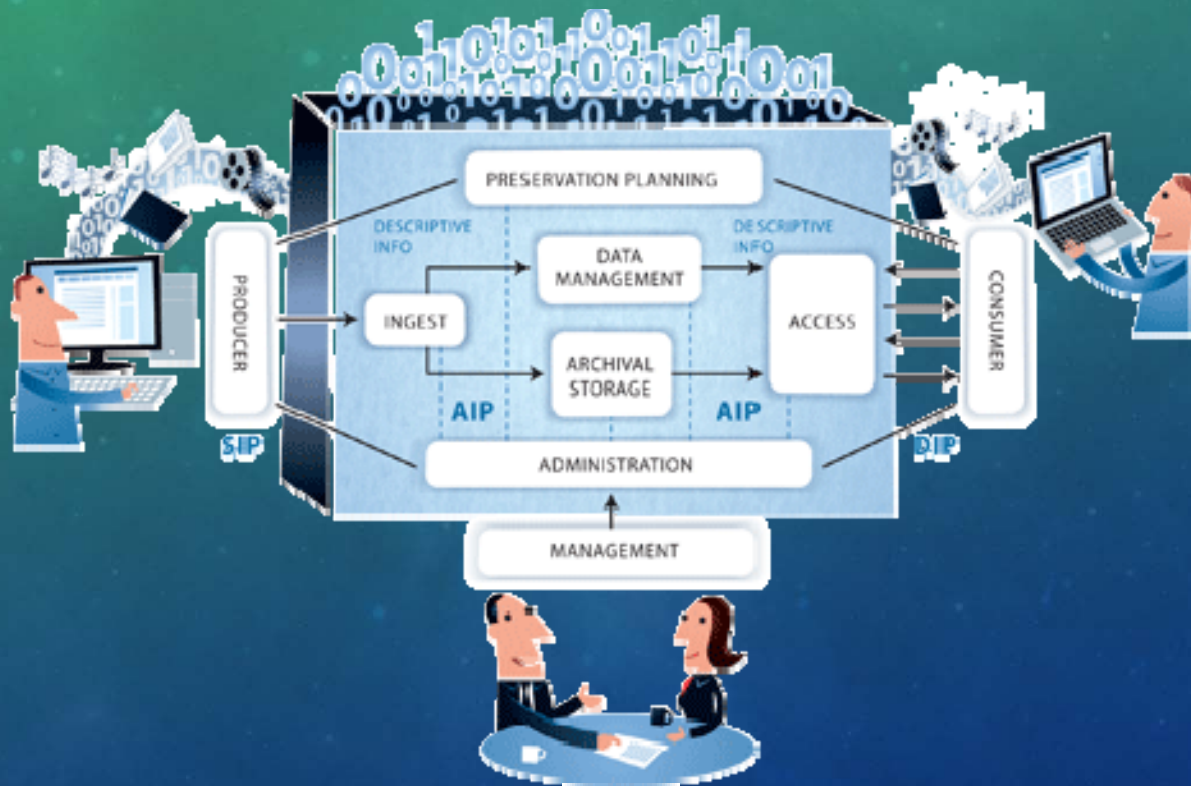 PRESERVATION PLANNING
DESCRIPTIVE
INFO
DESCRIPTIVE
INFO
DATA
MANAGEMENT
PRODUCER
INGEST
ACCESS
CONSUMER
ARCHIVAL
STORAGE
AIP
AIP
SIP
DIP
ADMINISTRATION
MANAGEMENT